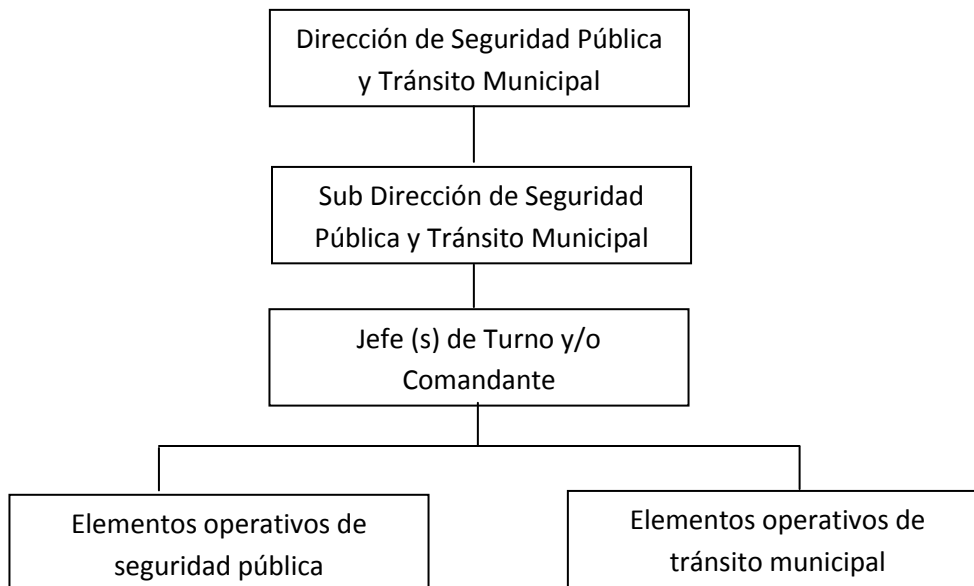 Dirección de Seguridad Pública
y Tránsito Municipal
Sub Dirección de Seguridad
Pública y Tránsito Municipal
Jefe (s) de Turno y/o
Comandante
Elementos operativos de
seguridad pública
Elementos operativos de
tránsito municipal